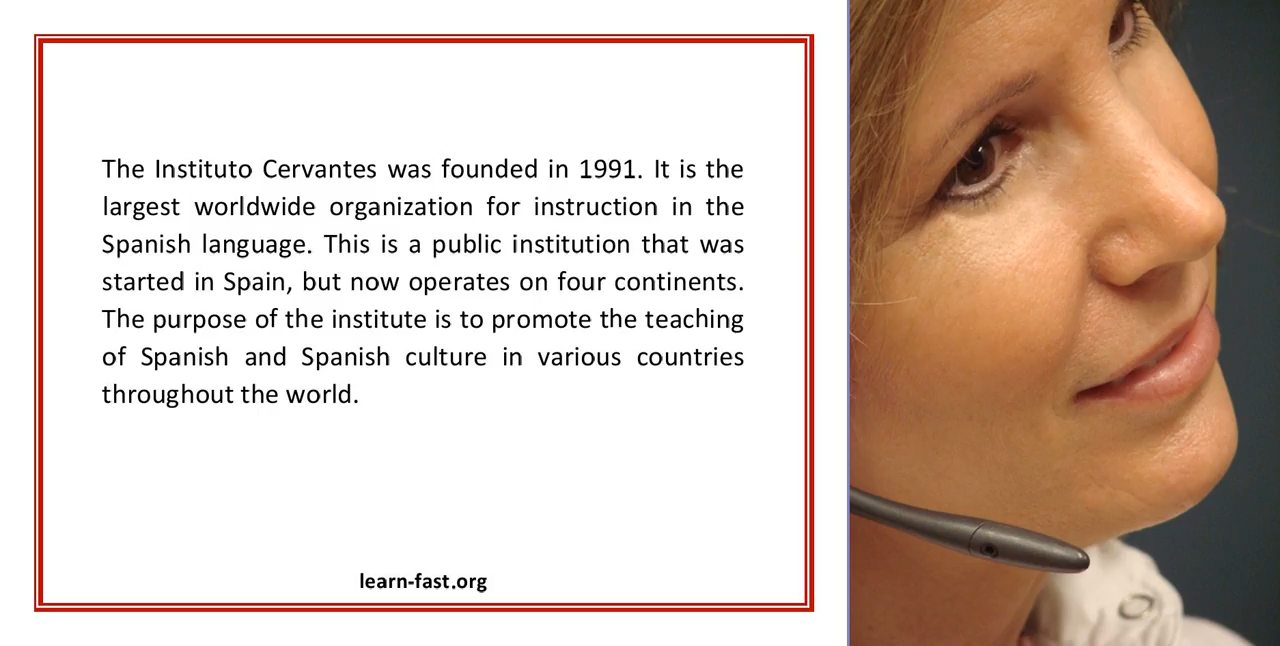 The Instituto Cervantes was founded in 1991. It is the
largest worldwide organization for instruction in the
Spanish language. This is a public institution that was
started in Spain, but now operates on four continents.
The purpose of the institute is to promote the teaching
of Spanish and Spanish culture in various countries
throughout the world.
learn-fast.org